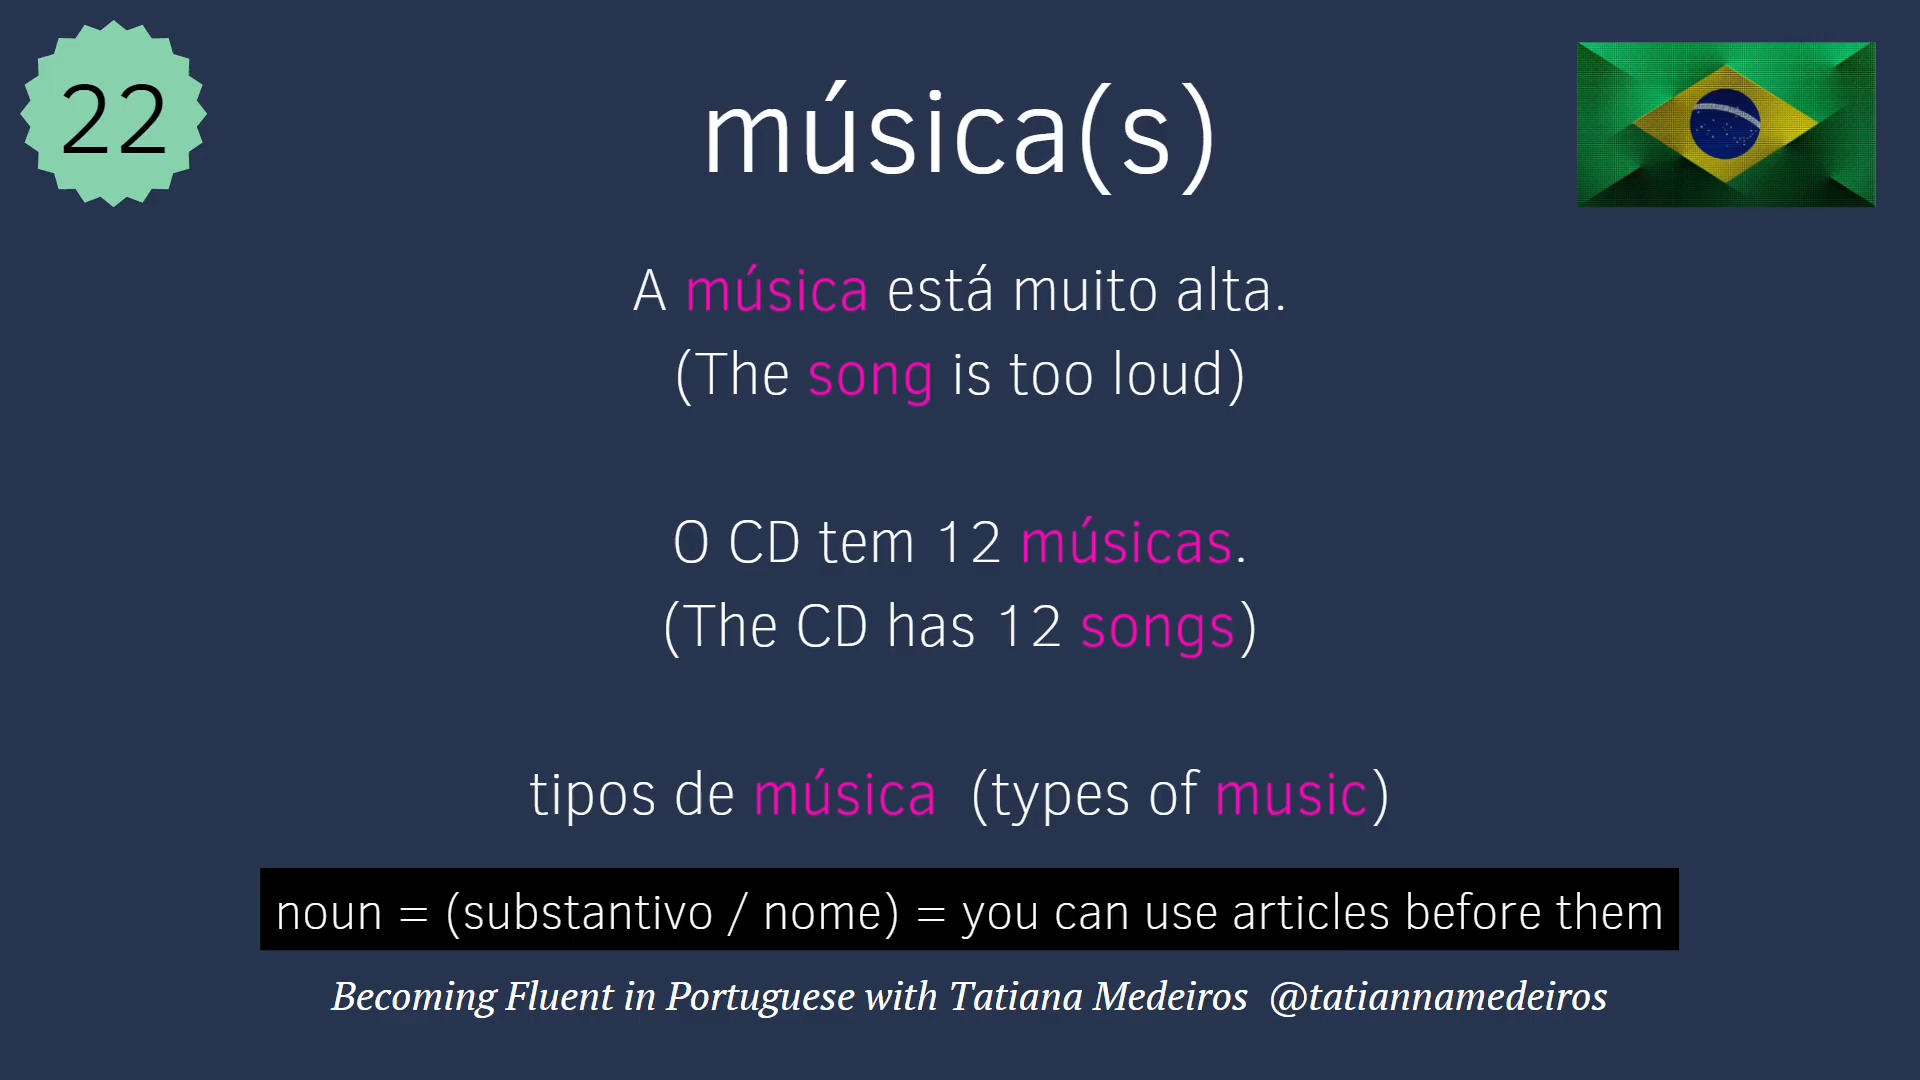 22
música(s)
A música está muito alta.
(The song is too loud)
O CD tem 12 músicas.
(The CD has 12 songs)
tipos de música (types of music)
noun = (substantivo / nome) = you can use articles before them
Becoming Fluent in Portuguese with Tatiana Medeiros @tatiannamedeiros